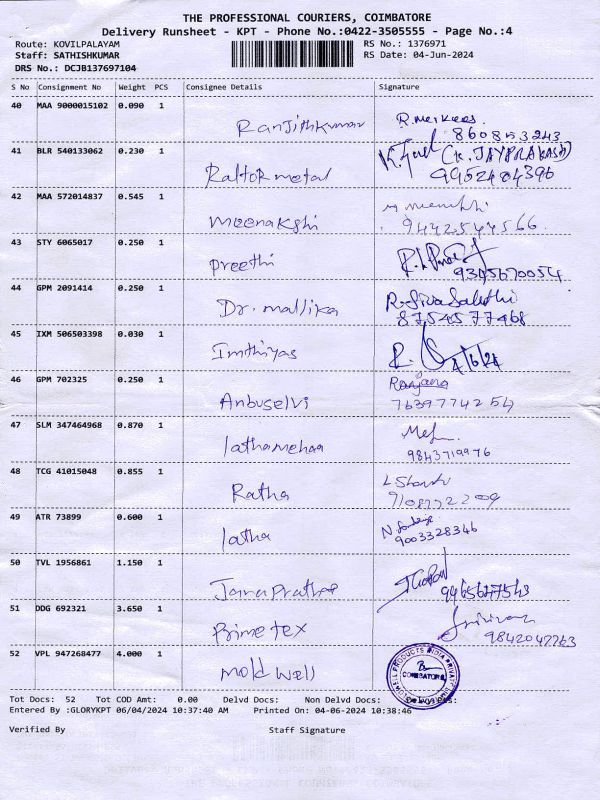 THE PROFESSIONAL COURIERS, COIMBATORE
Delivery Runsheet - KPT - Phone No.:0422-3505555 - Page No.:4
Route: KOVILPALAYAM RS No.: 1376971
Staff: SATHISHKUMAR RS Date: 04-Jun-2024
DRS No.: DCJB137697104
S No Consignment No Weight PCS Consignee Details Signature
40 MAA 9000015102 0.090 1
Ranjithkumar
860853243
41 BLR 540133062 0.230 1 (K. JAYPRAKASH)
Raltor metal 9952484396
42 MAA 572014837 0.545 1
meenakshi 9442544566
43 STY 6065017 0.250 1
preethi 9345670054
44 GPM 2091414 0.250 1
Dr. mallika 8754577468
45 IXM 506503398 0.030 1
Imthiyas 4/6/24
46 GPM 702325 0.250 1 Ranjana
Anbuselvi 7639774254
47 SLM 347464968 0.870 1
9843719976
48 TCG 41015048 0.855 1
Ratha
49 ATR 73899 0.600 1
latha 9003328346
50 TVL 1956861 1.150 1
51 DDG 692321 3.650 1
Prime tex 9842047763
52 VPL 947268477 4.000 1
Mold well COIMBATORE
Tot Docs: 52 Tot COD Amt: 0.00 Delvd Docs: Non Delvd Docs:
Entered By :GLORYKPT 06/04/2024 10:37:40 AM Printed On: 04-06-2024 10:38:46
Verified By Staff Signature